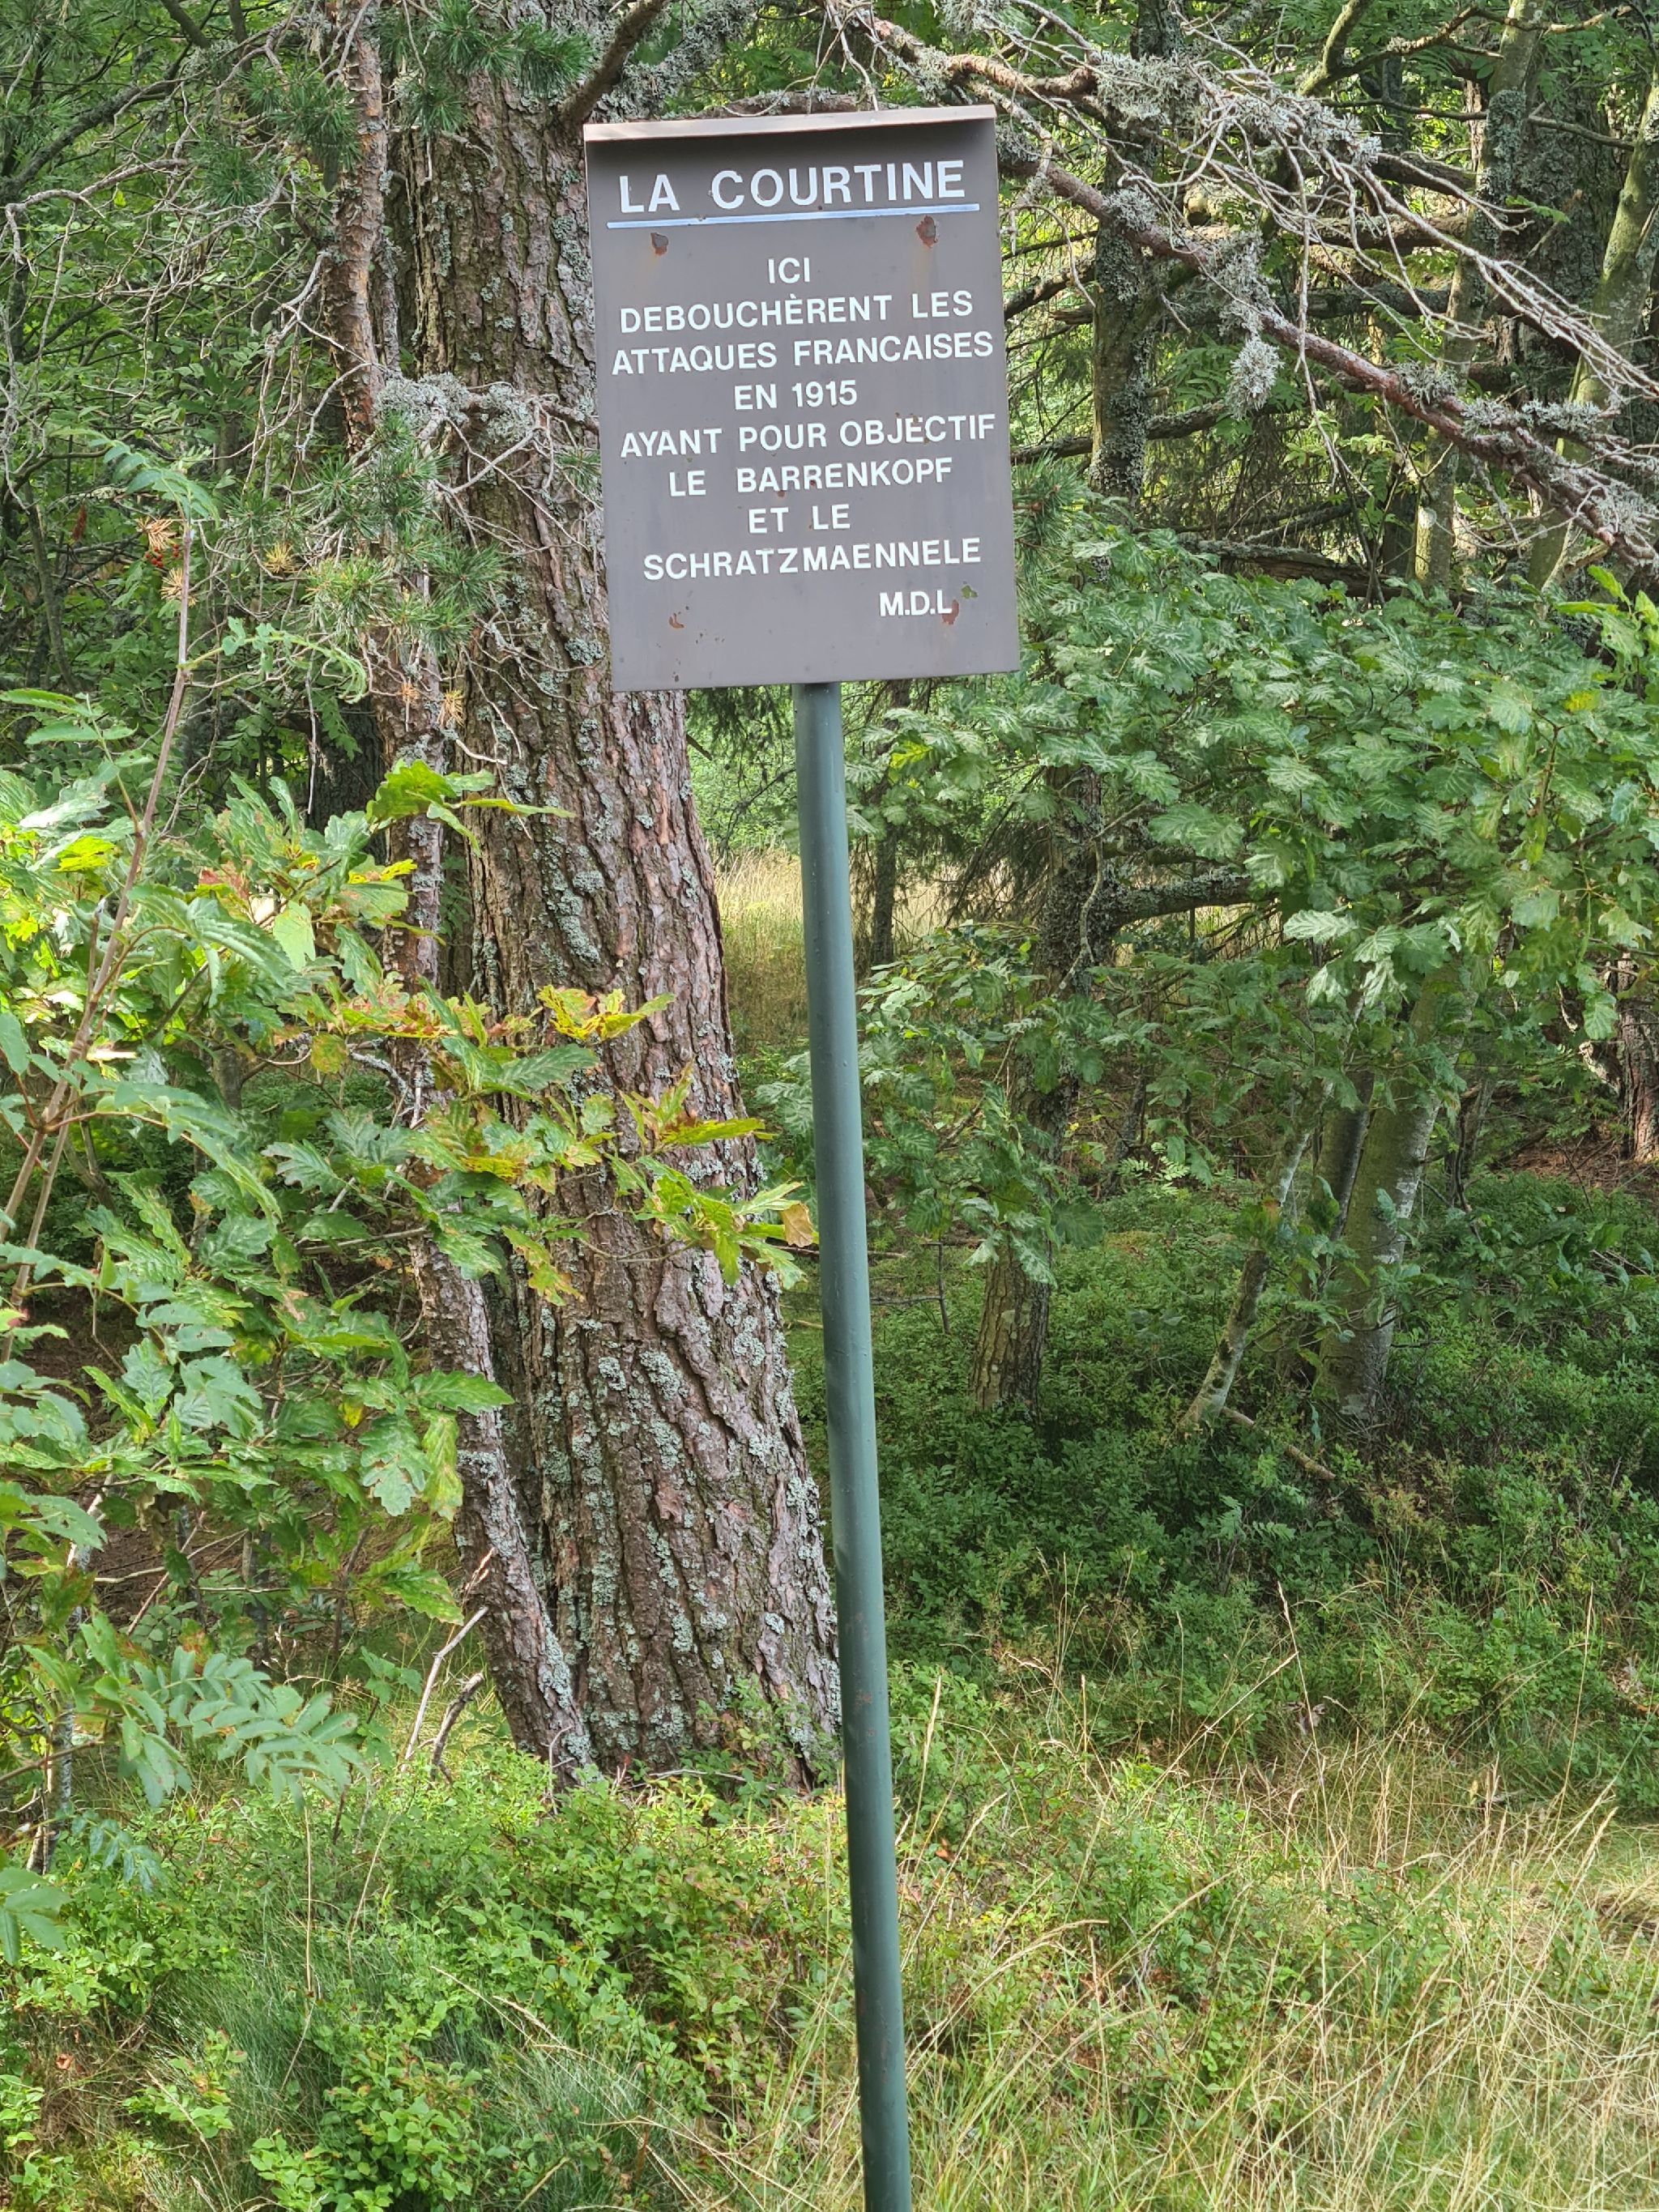 LA COURTINE
ICI
DEBOUCHÈRENT LES
ATTAQUES FRANCAISES
EN 1915
AYANT POUR OBJECTIF
LE BARRENKOPF
ET LE
SCHRATZMAENNELE
M.D.L